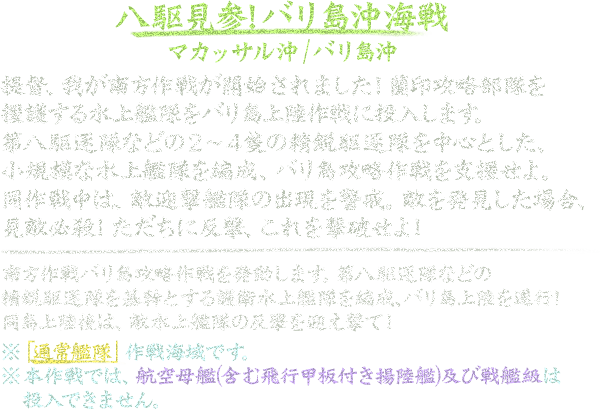 八駆見参!バリ島沖海戦
マカッサル沖/バリ島沖
提督、我が南方作戦が開始されました!蘭印攻略部隊を
援護する水上艦隊をバリ島上陸作戦に投入します。
第八駆逐隊などの2～4隻の精鋭駆逐隊を中心とした、
小規模な水上艦隊を編成、バリ島攻略作戦を支援せよ。
同作戦中は、敵迎撃艦隊の出現を警戒。敵を発見した場合、
見敵必殺!ただちに反撃、これを撃破せよ!
南方作戦バリ島攻略作戦を発動します。第八駆逐隊などの
精鋭駆逐隊を基幹とする護衛水上艦隊を編成、バリ島上陸を遂行!
同島上陸後は、敵水上艦隊の反撃を迎え撃て!
※「通常艦隊」作戦海域です。
※本作戦では、航空母艦(含む飛行甲板付き揚陸艦)及び戦艦級は
投入できません。